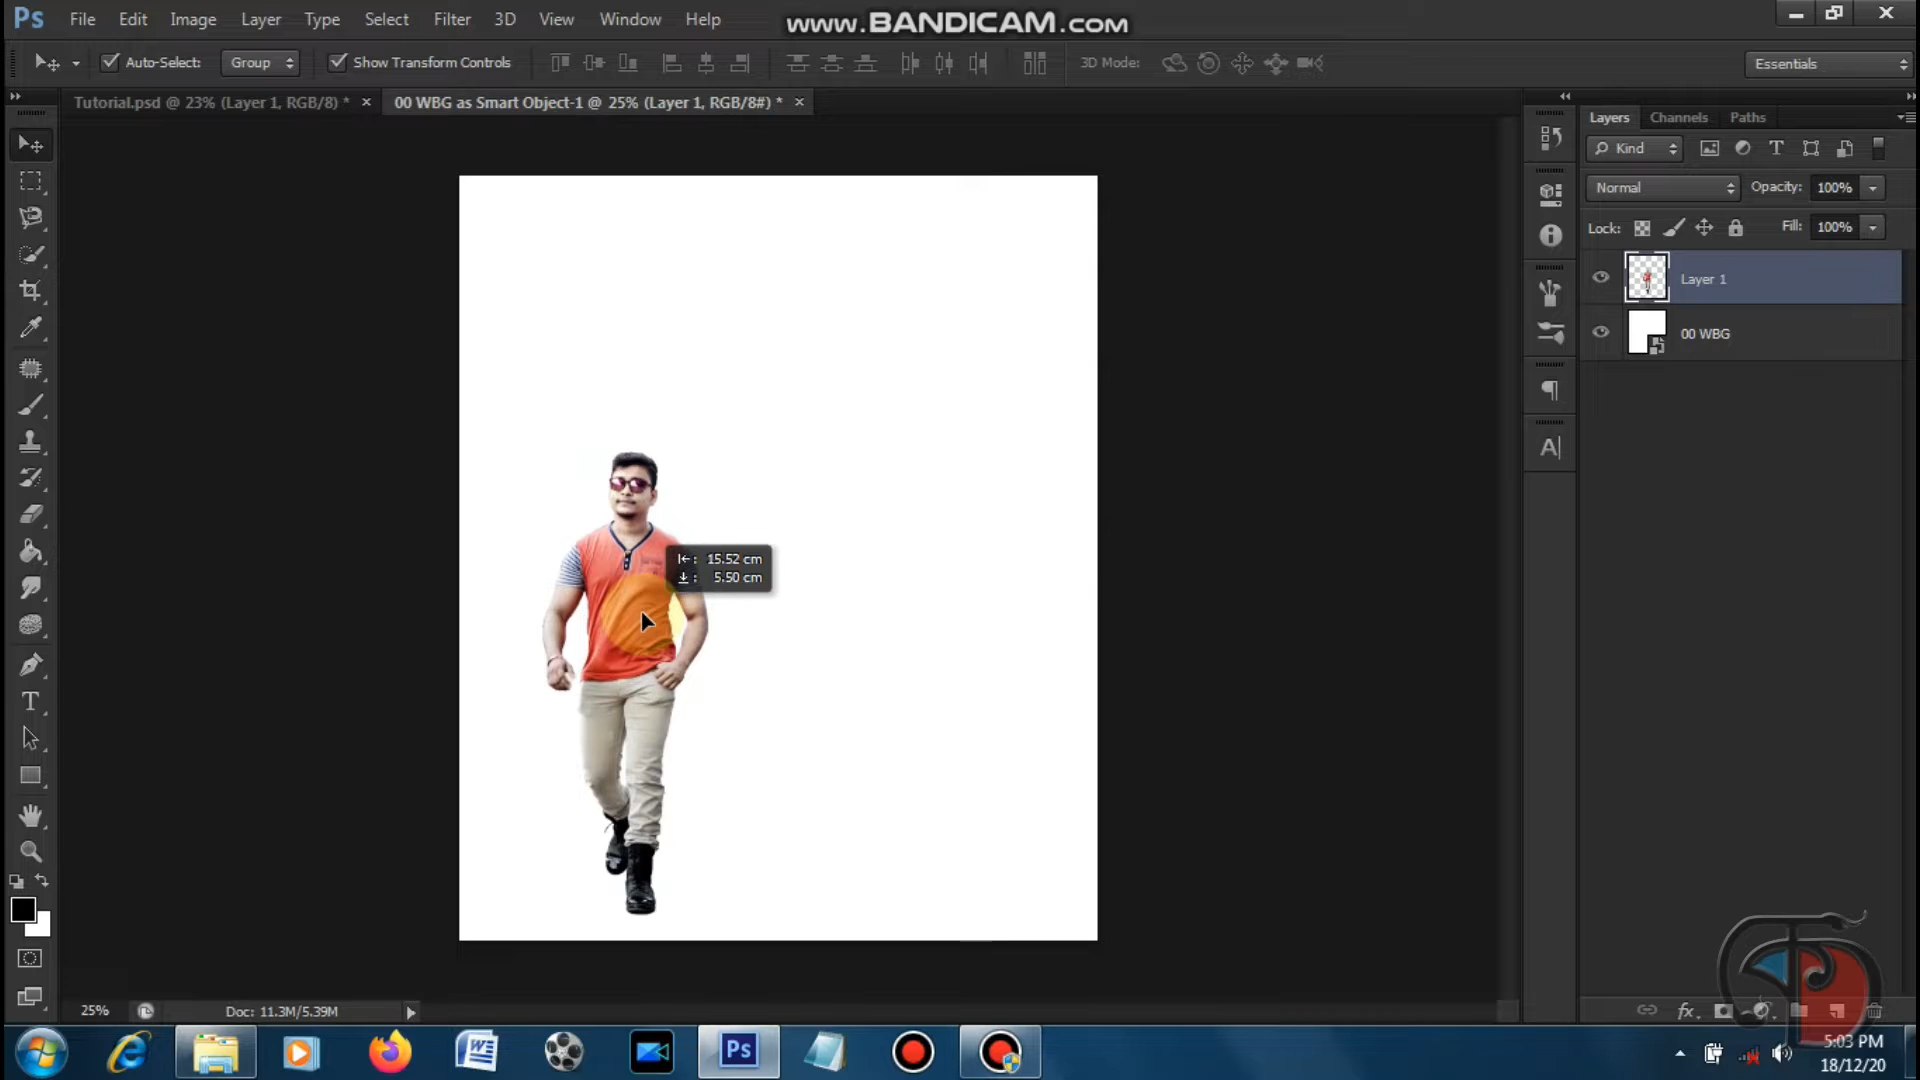 Ps File Edit Image Layer Type Select Filter 3D View Window Help
www.BANDICAM.com
Auto-Select: Group Show Transform Controls 3D Mode: Essentials
Tutorial.psd @ 23% (Layer 1, RGB/8) * × 00 WBG as Smart Object-1 @ 25% (Layer 1, RGB/8#) * ×
Layers Channels Paths
Kind
Normal Opacity: 100%
Lock: Fill: 100%
Layer 1
00 WBG
15.52 cm
5.50 cm
25% Doc: 11.3M/5.39M
fx
Ps
5:03 PM
18/12/20